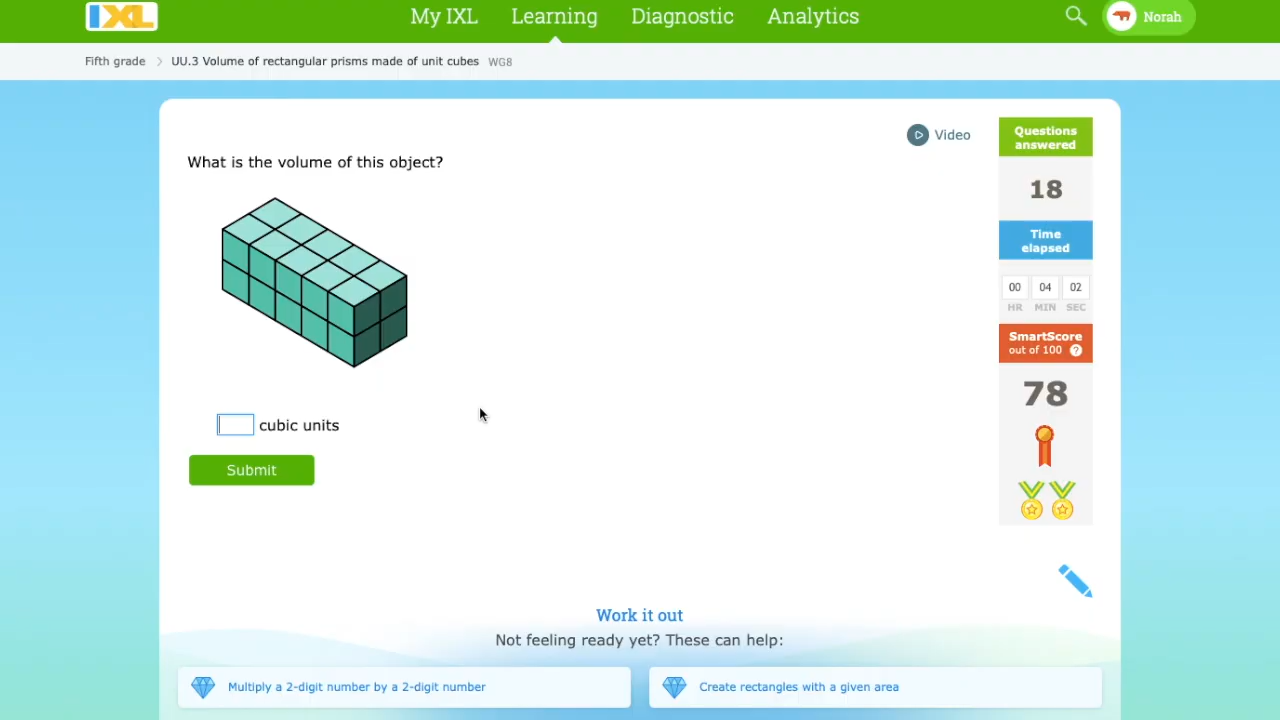 IXL
My IXL Learning Diagnostic Analytics
Norah
Fifth grade > UU.3 Volume of rectangular prisms made of unit cubes WG8
Video
What is the volume of this object?
cubic units
Submit
Questions
answered
18
Time
elapsed
00 04 02
HR MIN SEC
SmartScore
out of 100 ?
78
Work it out
Not feeling ready yet? These can help:
Multiply a 2-digit number by a 2-digit number
Create rectangles with a given area